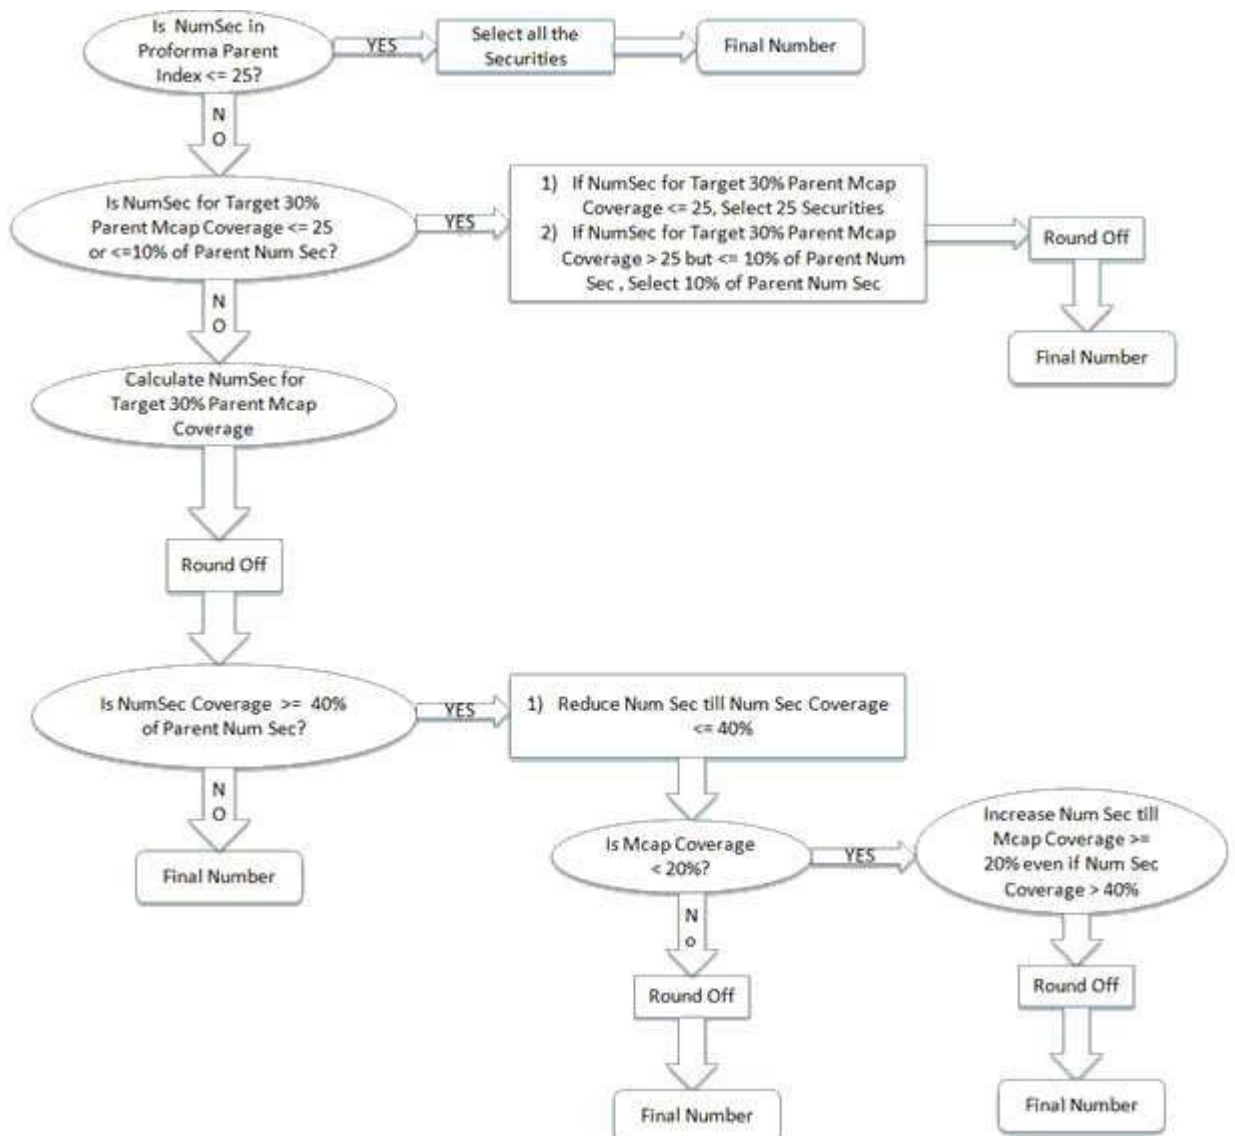 Is NumSec in
Proforma Parent
Index <= 25?
YES
Select all the
Securities
Final Number
N
O
Is NumSec for Target 30%
Parent Mcap Coverage <= 25
or <=10% of Parent Num Sec?
YES
1) If NumSec for Target 30% Parent Mcap
Coverage <= 25, Select 25 Securities
2) If NumSec for Target 30% Parent Mcap
Coverage > 25 but <= 10% of Parent Num
Sec , Select 10% of Parent Num Sec
Round Off
Final Number
N
O
Calculate NumSec for
Target 30% Parent Mcap
Coverage
Round Off
Is NumSec Coverage >= 40%
of Parent Num Sec?
YES
1) Reduce Num Sec till Num Sec Coverage
<= 40%
N
O
Final Number
Is Mcap Coverage
< 20%?
YES
Increase Num Sec till
Mcap Coverage >=
20% even if Num Sec
Coverage > 40%
N
o
Round Off
Final Number
Round Off
Final Number